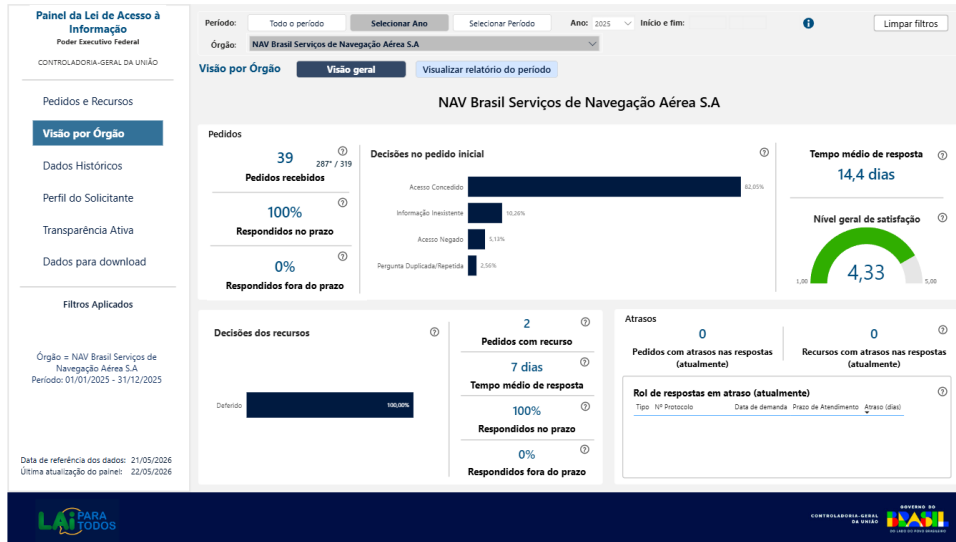 Painel da Lei de Acesso à
Informação
Poder Executivo Federal
CONTROLADORIA-GERAL DA UNIÃO
Pedidos e Recursos
Visão por Órgão
Dados Históricos
Perfil do Solicitante
Transparência Ativa
Dados para download
Filtros Aplicados
Órgão = NAV Brasil Serviços de
Navegação Aérea S.A
Período: 01/01/2025 - 31/12/2025
Data de referência dos dados: 21/05/2026
Última atualização do painel: 22/05/2026
Período: Todo o período Selecionar Ano Selecionar Período Ano: 2025 Início e fim: Limpar filtros
Órgão: NAV Brasil Serviços de Navegação Aérea S.A
Visão por Órgão Visão geral Visualizar relatório do período
NAV Brasil Serviços de Navegação Aérea S.A
Pedidos
39 287° / 319
Pedidos recebidos
100%
Respondidos no prazo
0%
Respondidos fora do prazo
Decisões no pedido inicial
Acesso Concedido 82,05%
Informação Inexistente 10,26%
Acesso Negado 5,13%
Pergunta Duplicada/Repetida 2,56%
Tempo médio de resposta
14,4 dias
Nível geral de satisfação
4,33
1,00 5,00
Decisões dos recursos
Deferido 100,00%
2
Pedidos com recurso
7 dias
Tempo médio de resposta
100%
Respondidos no prazo
0%
Respondidos fora do prazo
Atrasos
0
Pedidos com atrasos nas respostas
(atualmente)
0
Recursos com atrasos nas respostas
(atualmente)
Rol de respostas em atraso (atualmente)
Tipo Nº Protocolo Data de demanda Prazo de Atendimento Atraso (dias)
LAi PARA
TODOS
CONTROLADORIA-GERAL
DA UNIÃO
GOVERNO DO
BRASIL
DO LADO DO POVO BRASILEIRO